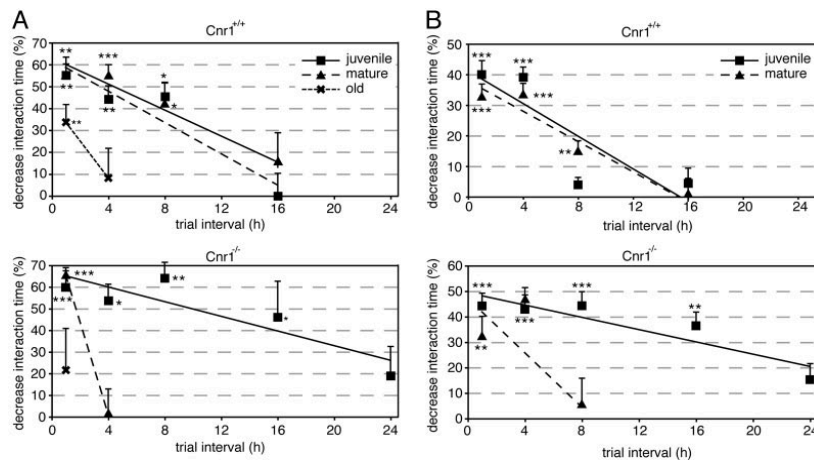 A
Cnr1+/+
decrease interaction time (%)
70
60
50
40
30
20
10
0
** *** *
** ** *
**
juvenile
mature
old
0 4 8 12 16 20 24
trial interval (h)
Cnr1-/-
decrease interaction time (%)
70
60
50
40
30
20
10
0
*** **
*** * *
0 4 8 12 16 20 24
trial interval (h)
B
Cnr1+/+
decrease interaction time (%)
50
40
30
20
10
0
*** ***
*** *** **
juvenile
mature
0 4 8 12 16 20 24
trial interval (h)
Cnr1-/-
decrease interaction time (%)
60
50
40
30
20
10
0
*** *** **
** ***
0 4 8 12 16 20 24
trial interval (h)